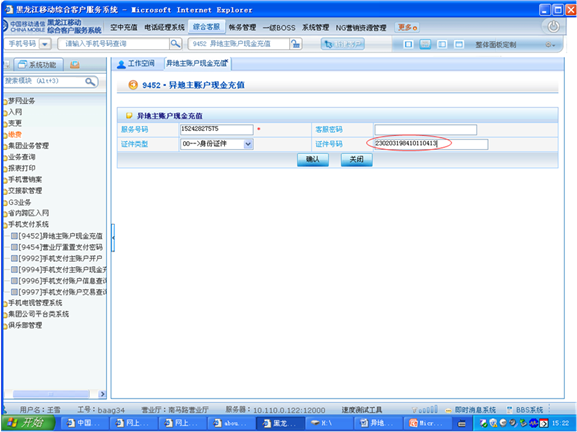 黑龙江移动综合客户服务系统 - Microsoft Internet Explorer
中国移动通信 CHINA MOBILE 黑龙江移动 综合客户服务系统 空中充值 电话经理系统 综合客服 帐务管理 一级BOSS 系统管理 NG营销资源管理 更多
手机号码 请输入手机号码查询 9452 异地主账户现金充值 整体面板定制
系统功能 工作空间 异地主账户现金充值
搜索模块 (Alt+3)
9452·异地主账户现金充值
梦网业务
入网
变更
缴费
集团业务管理
业务查询
报表打印
手机营销案
交接款管理
G3业务
省内跨区入网
手机支付系统
[9452]异地主账户现金充值
[9454]营业厅重置支付密码
[9992]手机支付主账户开户
[9994]手机支付主账户现金充
[9996]手机支付账户信息查询
[9997]手机支付账户交易查询
手机电视管理系统
集团公司平台类系统
俱乐部管理
异地主账户现金充值
服务号码 15242827575 * 客服密码
证件类型 00-->身份证件 证件号码 230203198410110413
确认 关闭
用户名：王雪 工号：baag34 营业厅：南马路营业厅 服务器：10.110.0.122:12000 速度测试工具 即时消息系统 BBS系统
开始 中国... 网上... 网上... abou... 黑龙... H:\ 异地... Micr... 15:22